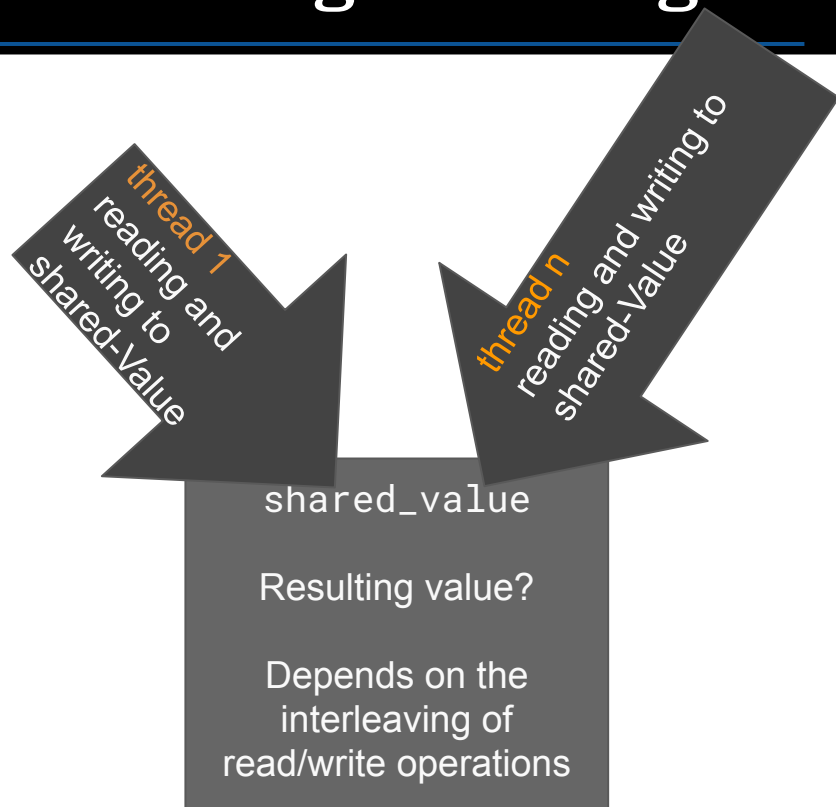 thread 1
reading and
writing to
shared-Value
thread n
reading and writing to
shared-Value
shared_value
Resulting value?
Depends on the
interleaving of
read/write operations